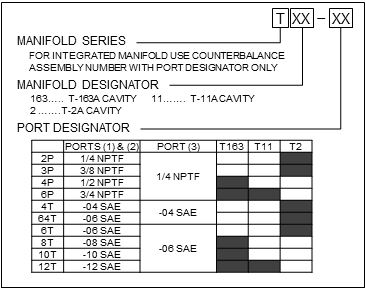 T XX - XX
MANIFOLD SERIES
FOR INTEGRATED MANIFOLD USE COUNTERBALANCE
ASSEMBLY NUMBER WITH PORT DESIGNATOR ONLY
MANIFOLD DESIGNATOR
163..... T-163A CAVITY 11....... T-11A CAVITY
2 ....... T-2A CAVITY
PORT DESIGNATOR
PORTS (1) & (2) PORT (3) T163 T11 T2
2P 1/4 NPTF
3P 3/8 NPTF
1/4 NPTF
4P 1/2 NPTF
6P 3/4 NPTF
4T -04 SAE
-04 SAE
64T -06 SAE
6T -06 SAE
8T -08 SAE
-06 SAE
10T -10 SAE
12T -12 SAE